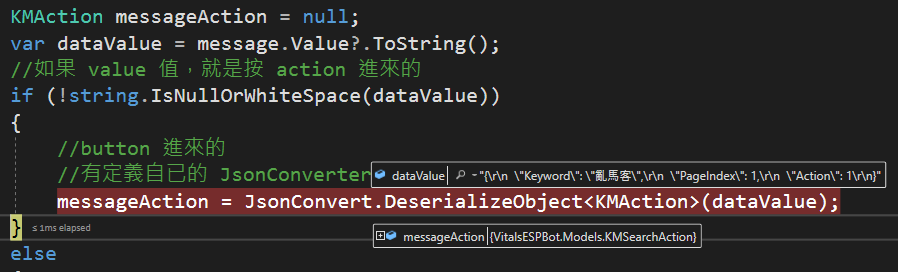 KMAction messageAction = null;
var dataValue = message.Value?.ToString();
//如果 value 值，就是按 action 進來的
if (!string.IsNullOrWhiteSpace(dataValue))
{
//button 進來的
//有定義自已的 JsonConverter
dataValue "{\r\n \"Keyword\": \"亂馬客\",\r\n \"PageIndex\": 1,\r\n \"Action\": 1\r\n}"
messageAction = JsonConvert.DeserializeObject<KMAction>(dataValue);
} ≤ 1ms elapsed
messageAction {VitalsESPBot.Models.KMSearchAction}
else